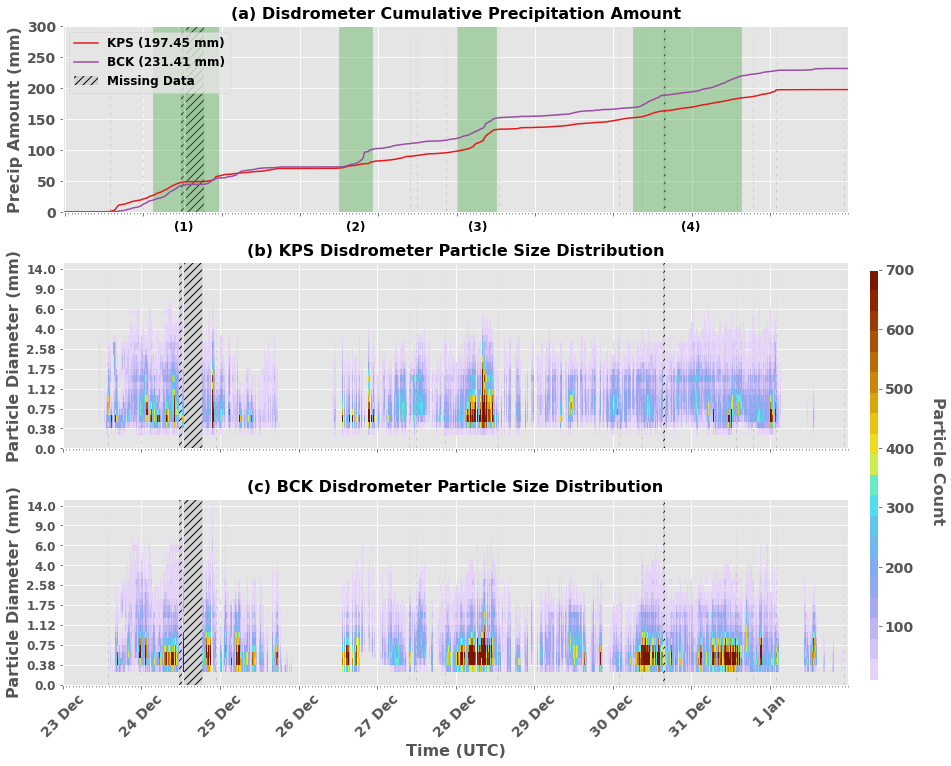 (a) Disdrometer Cumulative Precipitation Amount
Precip Amount (mm)
300
250
200
150
100
50
0
KPS (197.45 mm)
BCK (231.41 mm)
Missing Data
(1) (2) (3) (4)
(b) KPS Disdrometer Particle Size Distribution
Particle Diameter (mm)
14.0
9.0
6.0
4.0
2.58
1.75
1.12
0.75
0.38
0.0
(c) BCK Disdrometer Particle Size Distribution
Particle Diameter (mm)
14.0
9.0
6.0
4.0
2.58
1.75
1.12
0.75
0.38
0.0
23 Dec 24 Dec 25 Dec 26 Dec 27 Dec 28 Dec 29 Dec 30 Dec 31 Dec 1 Jan
Time (UTC)
700
600
500
400
300
200
100
Particle Count